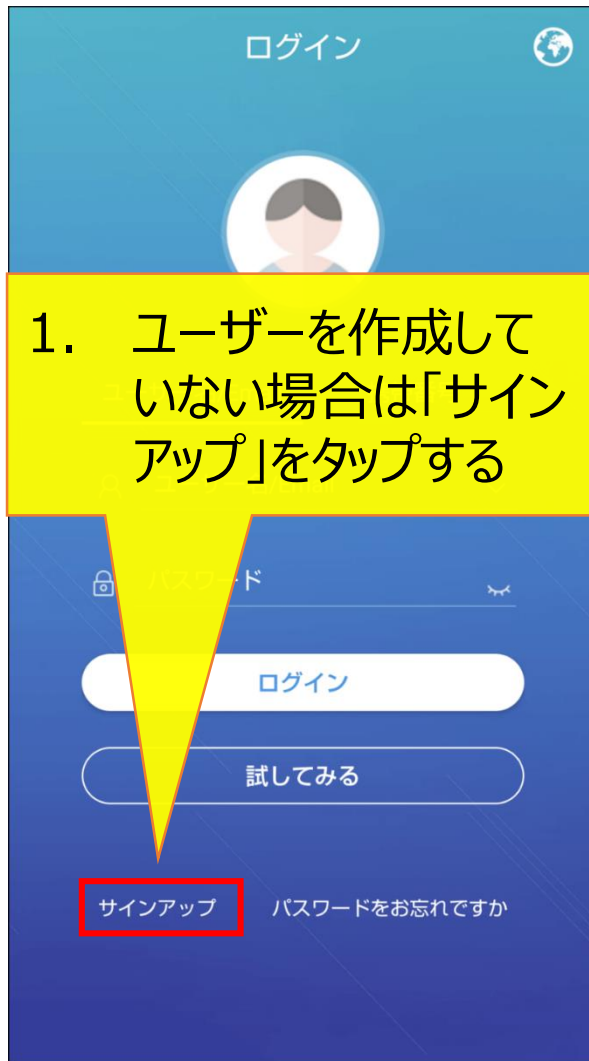 ログイン
1. ユーザーを作成して
いない場合は「サイン
アップ」をタップする
パスワード
ログイン
試してみる
サインアップ パスワードをお忘れですか